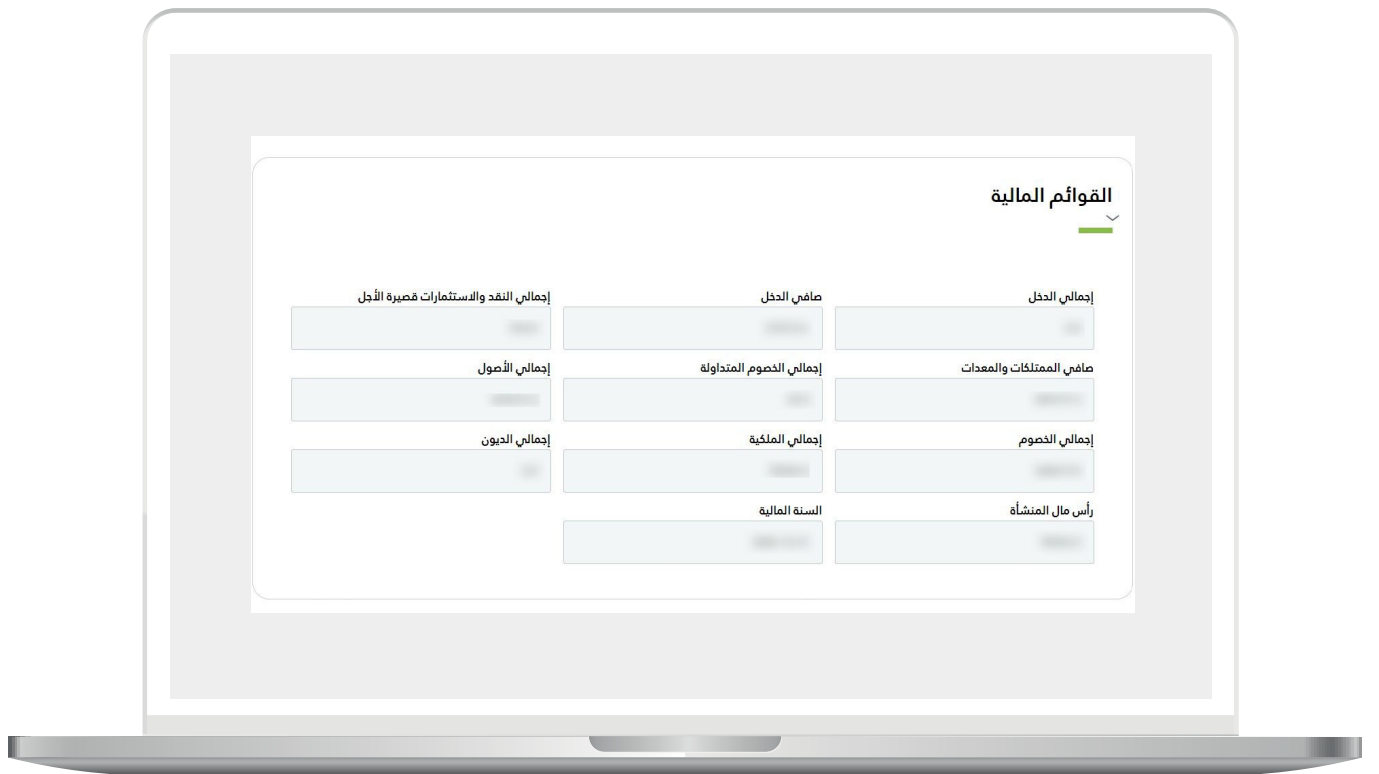 القوائم المالية
إجمالي الدخل
صافي الدخل
إجمالي النقد والاستثمارات قصيرة الأجل
صافي الممتلكات والمعدات
إجمالي الخصوم المتداولة
إجمالي الأصول
إجمالي الخصوم
إجمالي الملكية
إجمالي الديون
رأس مال المنشأة
السنة المالية